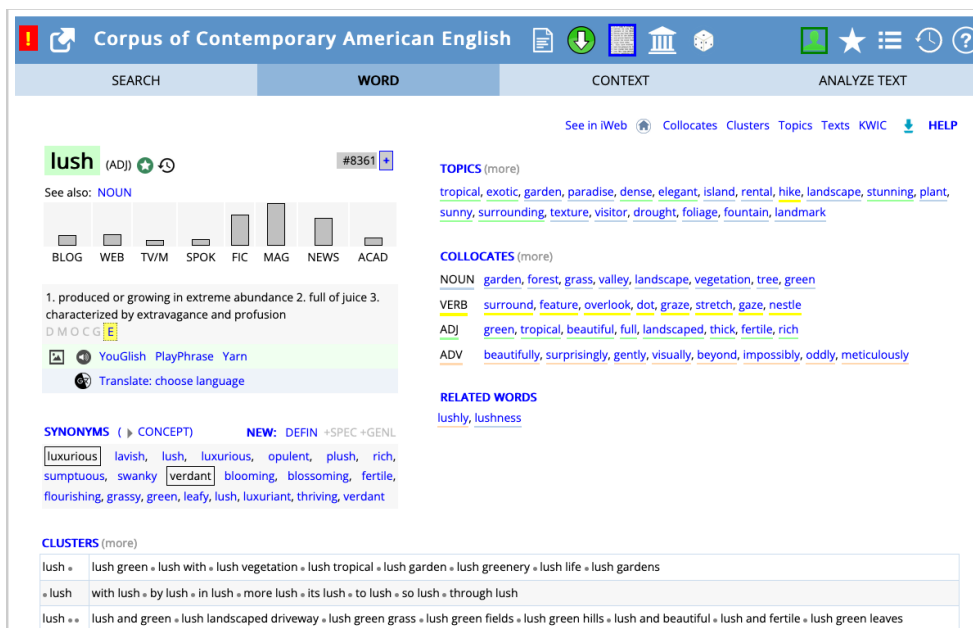 ! Corpus of Contemporary American English ?
SEARCH WORD CONTEXT ANALYZE TEXT
See in iWeb Collocates Clusters Topics Texts KWIC HELP
lush (ADJ) #8361 +
See also: NOUN
BLOG WEB TV/M SPOK FIC MAG NEWS ACAD
1. produced or growing in extreme abundance 2. full of juice 3.
characterized by extravagance and profusion
D M O C G E
YouGlish PlayPhrase Yarn
Translate: choose language
SYNONYMS ( CONCEPT) NEW: DEFIN +SPEC +GENL
luxurious lavish, lush, luxurious, opulent, plush, rich,
sumptuous, swanky verdant blooming, blossoming, fertile,
flourishing, grassy, green, leafy, lush, luxuriant, thriving, verdant
TOPICS (more)
tropical, exotic, garden, paradise, dense, elegant, island, rental, hike, landscape, stunning, plant,
sunny, surrounding, texture, visitor, drought, foliage, fountain, landmark
COLLOCATES (more)
NOUN garden, forest, grass, valley, landscape, vegetation, tree, green
VERB surround, feature, overlook, dot, graze, stretch, gaze, nestle
ADJ green, tropical, beautiful, full, landscaped, thick, fertile, rich
ADV beautifully, surprisingly, gently, visually, beyond, impossibly, oddly, meticulously
RELATED WORDS
lushly, lushness
CLUSTERS (more)
lush • lush green • lush with • lush vegetation • lush tropical • lush garden • lush greenery • lush life • lush gardens
• lush with lush • by lush • in lush • more lush • its lush • to lush • so lush • through lush
lush • • lush and green • lush landscaped driveway • lush green grass • lush green fields • lush green hills • lush and beautiful • lush and fertile • lush green leaves